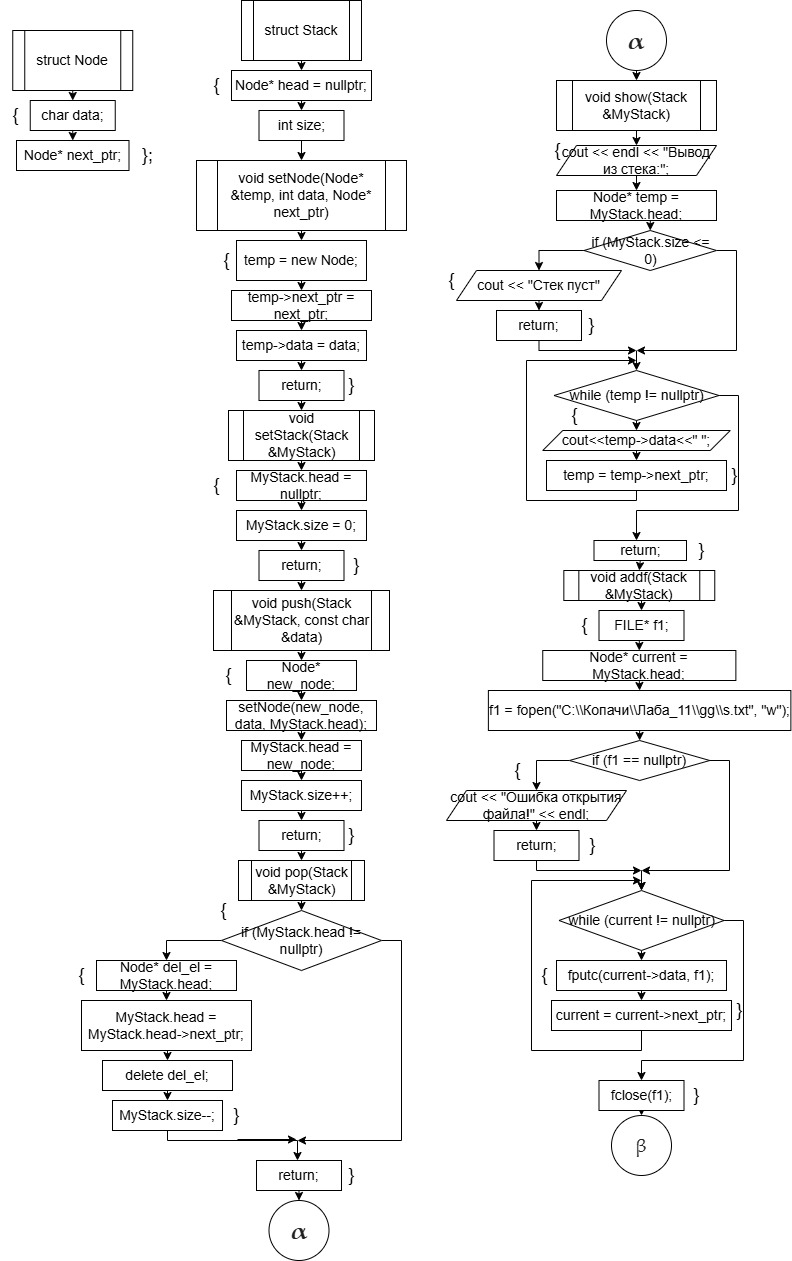 struct Node
{
char data;
Node* next_ptr;
};
struct Stack
{
Node* head = nullptr;
int size;
void setNode(Node*
&temp, int data, Node*
next_ptr)
{
temp = new Node;
temp->next_ptr =
next_ptr;
temp->data = data;
return;
}
void
setStack(Stack
&MyStack)
{
MyStack.head =
nullptr;
MyStack.size = 0;
return;
}
void push(Stack
&MyStack, const char
&data)
{
Node*
new_node;
setNode(new_node,
data, MyStack.head);
MyStack.head =
new_node;
MyStack.size++;
return;
}
void pop(Stack
&MyStack)
{
if (MyStack.head !=
nullptr)
{
Node* del_el =
MyStack.head;
MyStack.head =
MyStack.head->next_ptr;
delete del_el;
MyStack.size--;
}
return;
}
α
α
void show(Stack
&MyStack)
{
cout << endl << "Вывод
из стека:";
Node* temp =
MyStack.head;
if (MyStack.size <=
0)
{
cout << "Стек пуст"
return;
}
while (temp != nullptr)
{
cout<<temp->data<<" ";
temp = temp->next_ptr;
}
return;
}
void addf(Stack
&MyStack)
{
FILE* f1;
Node* current =
MyStack.head;
f1 = fopen("C:\\Копачи\\Лаба_11\\gg\\s.txt", "w");
if (f1 == nullptr)
{
cout << "Ошибка открытия
файла!" << endl;
return;
}
while (current != nullptr)
{
fputc(current->data, f1);
current = current->next_ptr;
}
fclose(f1);
}
β